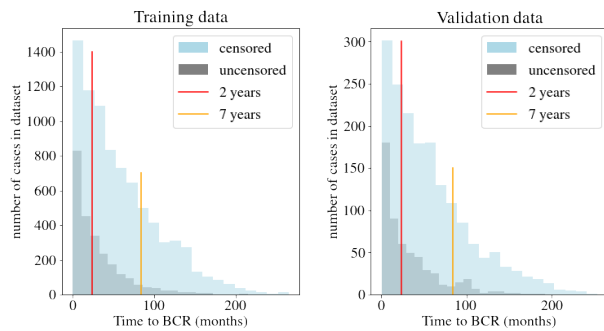 Training data
number of cases in dataset
1400
1200
1000
800
600
400
200
0
censored
uncensored
2 years
7 years
0 100 200
Time to BCR (months)
Validation data
number of cases in dataset
300
250
200
150
100
50
0
censored
uncensored
2 years
7 years
0 100 200
Time to BCR (months)